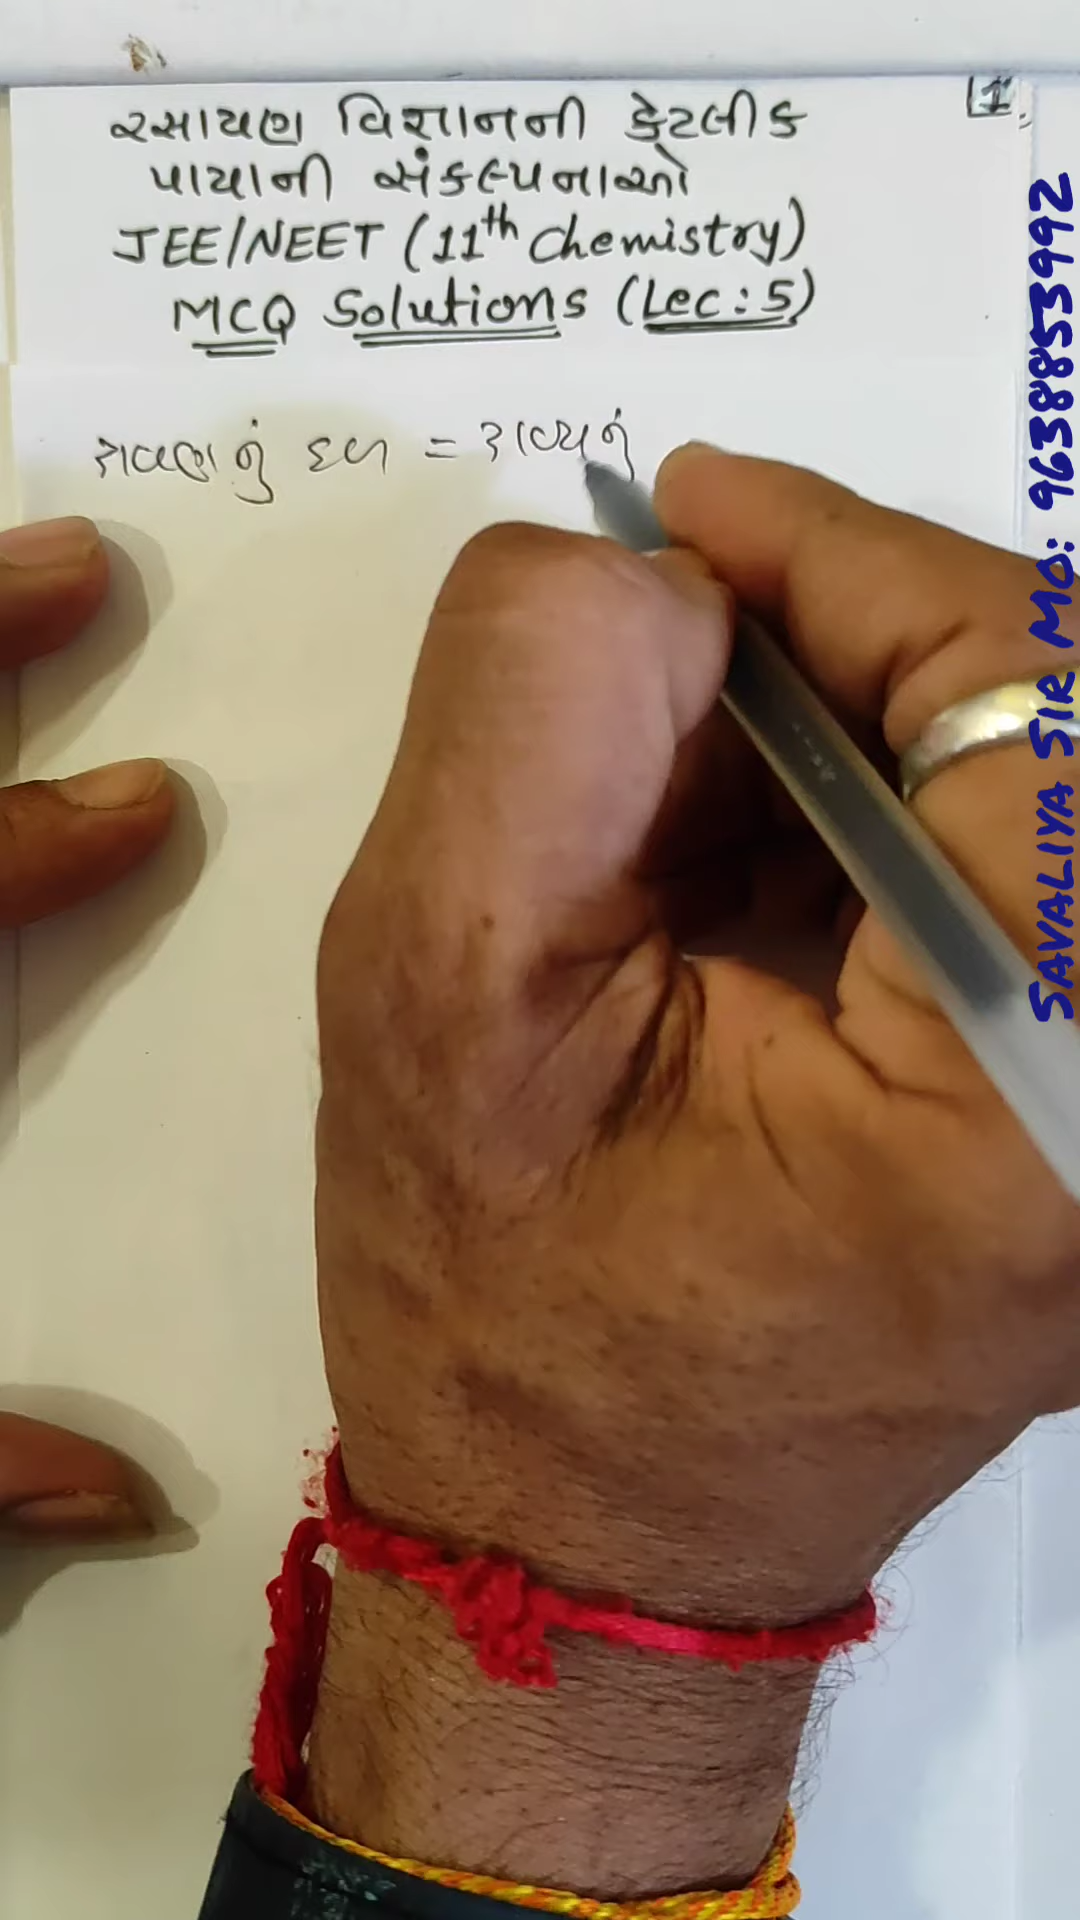 રસાયણ વિજ્ઞાનની કેટલીક
પાયાની સંકલ્પનાઓ
JEE/NEET (11th Chemistry)
MCQ Solutions (Lec: 5)
1
દ્રાવણનું દળ = દ્રાવ્યનું
SAVALIYA SIR MO: 9638853992